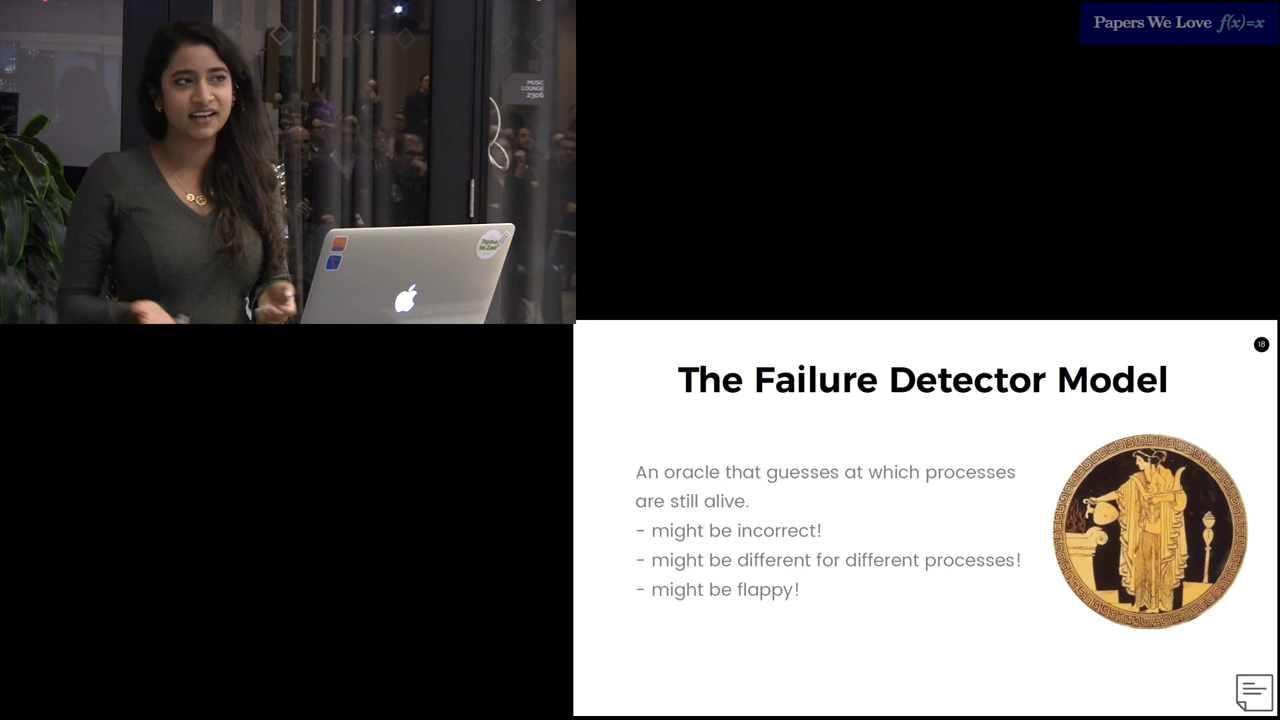 Papers We Love f(x)=x
MUSIC
LOUNGE
2306
18
The Failure Detector Model
An oracle that guesses at which processes
are still alive.
- might be incorrect!
- might be different for different processes!
- might be flappy!